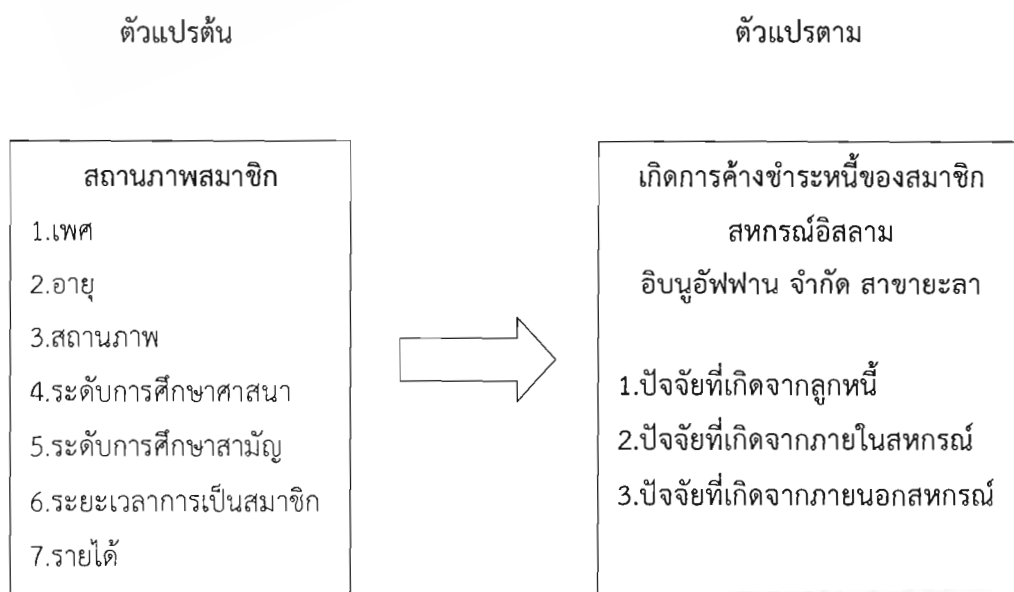 ตัวแปรต้น
ตัวแปรตาม
สถานภาพสมาชิก
1.เพศ
2.อายุ
3.สถานภาพ
4.ระดับการศึกษาศาสนา
5.ระดับการศึกษาสามัญ
6.ระยะเวลาการเป็นสมาชิก
7.รายได้
เกิดการค้างชำระหนี้ของสมาชิก
สหกรณ์อิสลาม
อิบนูอัฟฟาน จำกัด สาขายะลา
1.ปัจจัยที่เกิดจากลูกหนี้
2.ปัจจัยที่เกิดจากภายในสหกรณ์
3.ปัจจัยที่เกิดจากภายนอกสหกรณ์